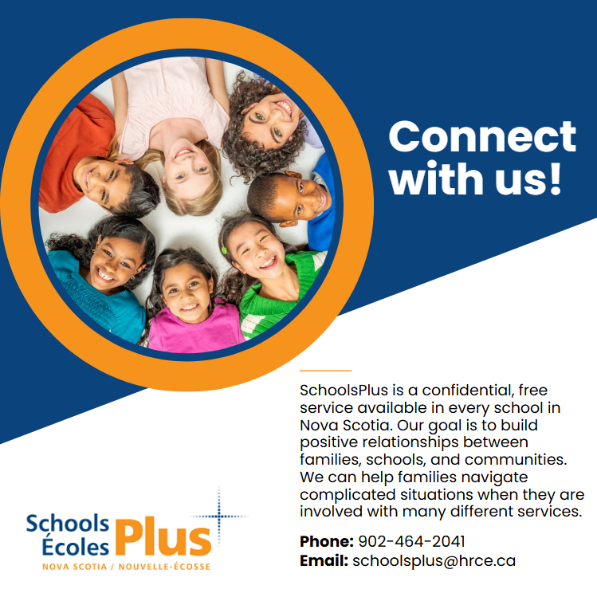 Connect
with us!
SchoolsPlus is a confidential, free
service available in every school in
Nova Scotia. Our goal is to build
positive relationships between
families, schools, and communities.
We can help families navigate
complicated situations when they are
involved with many different services.
Phone: 902-464-2041
Email: schoolsplus@hrce.ca
Schools
Écoles Plus
NOVA SCOTIA / NOUVELLE-ÉCOSSE